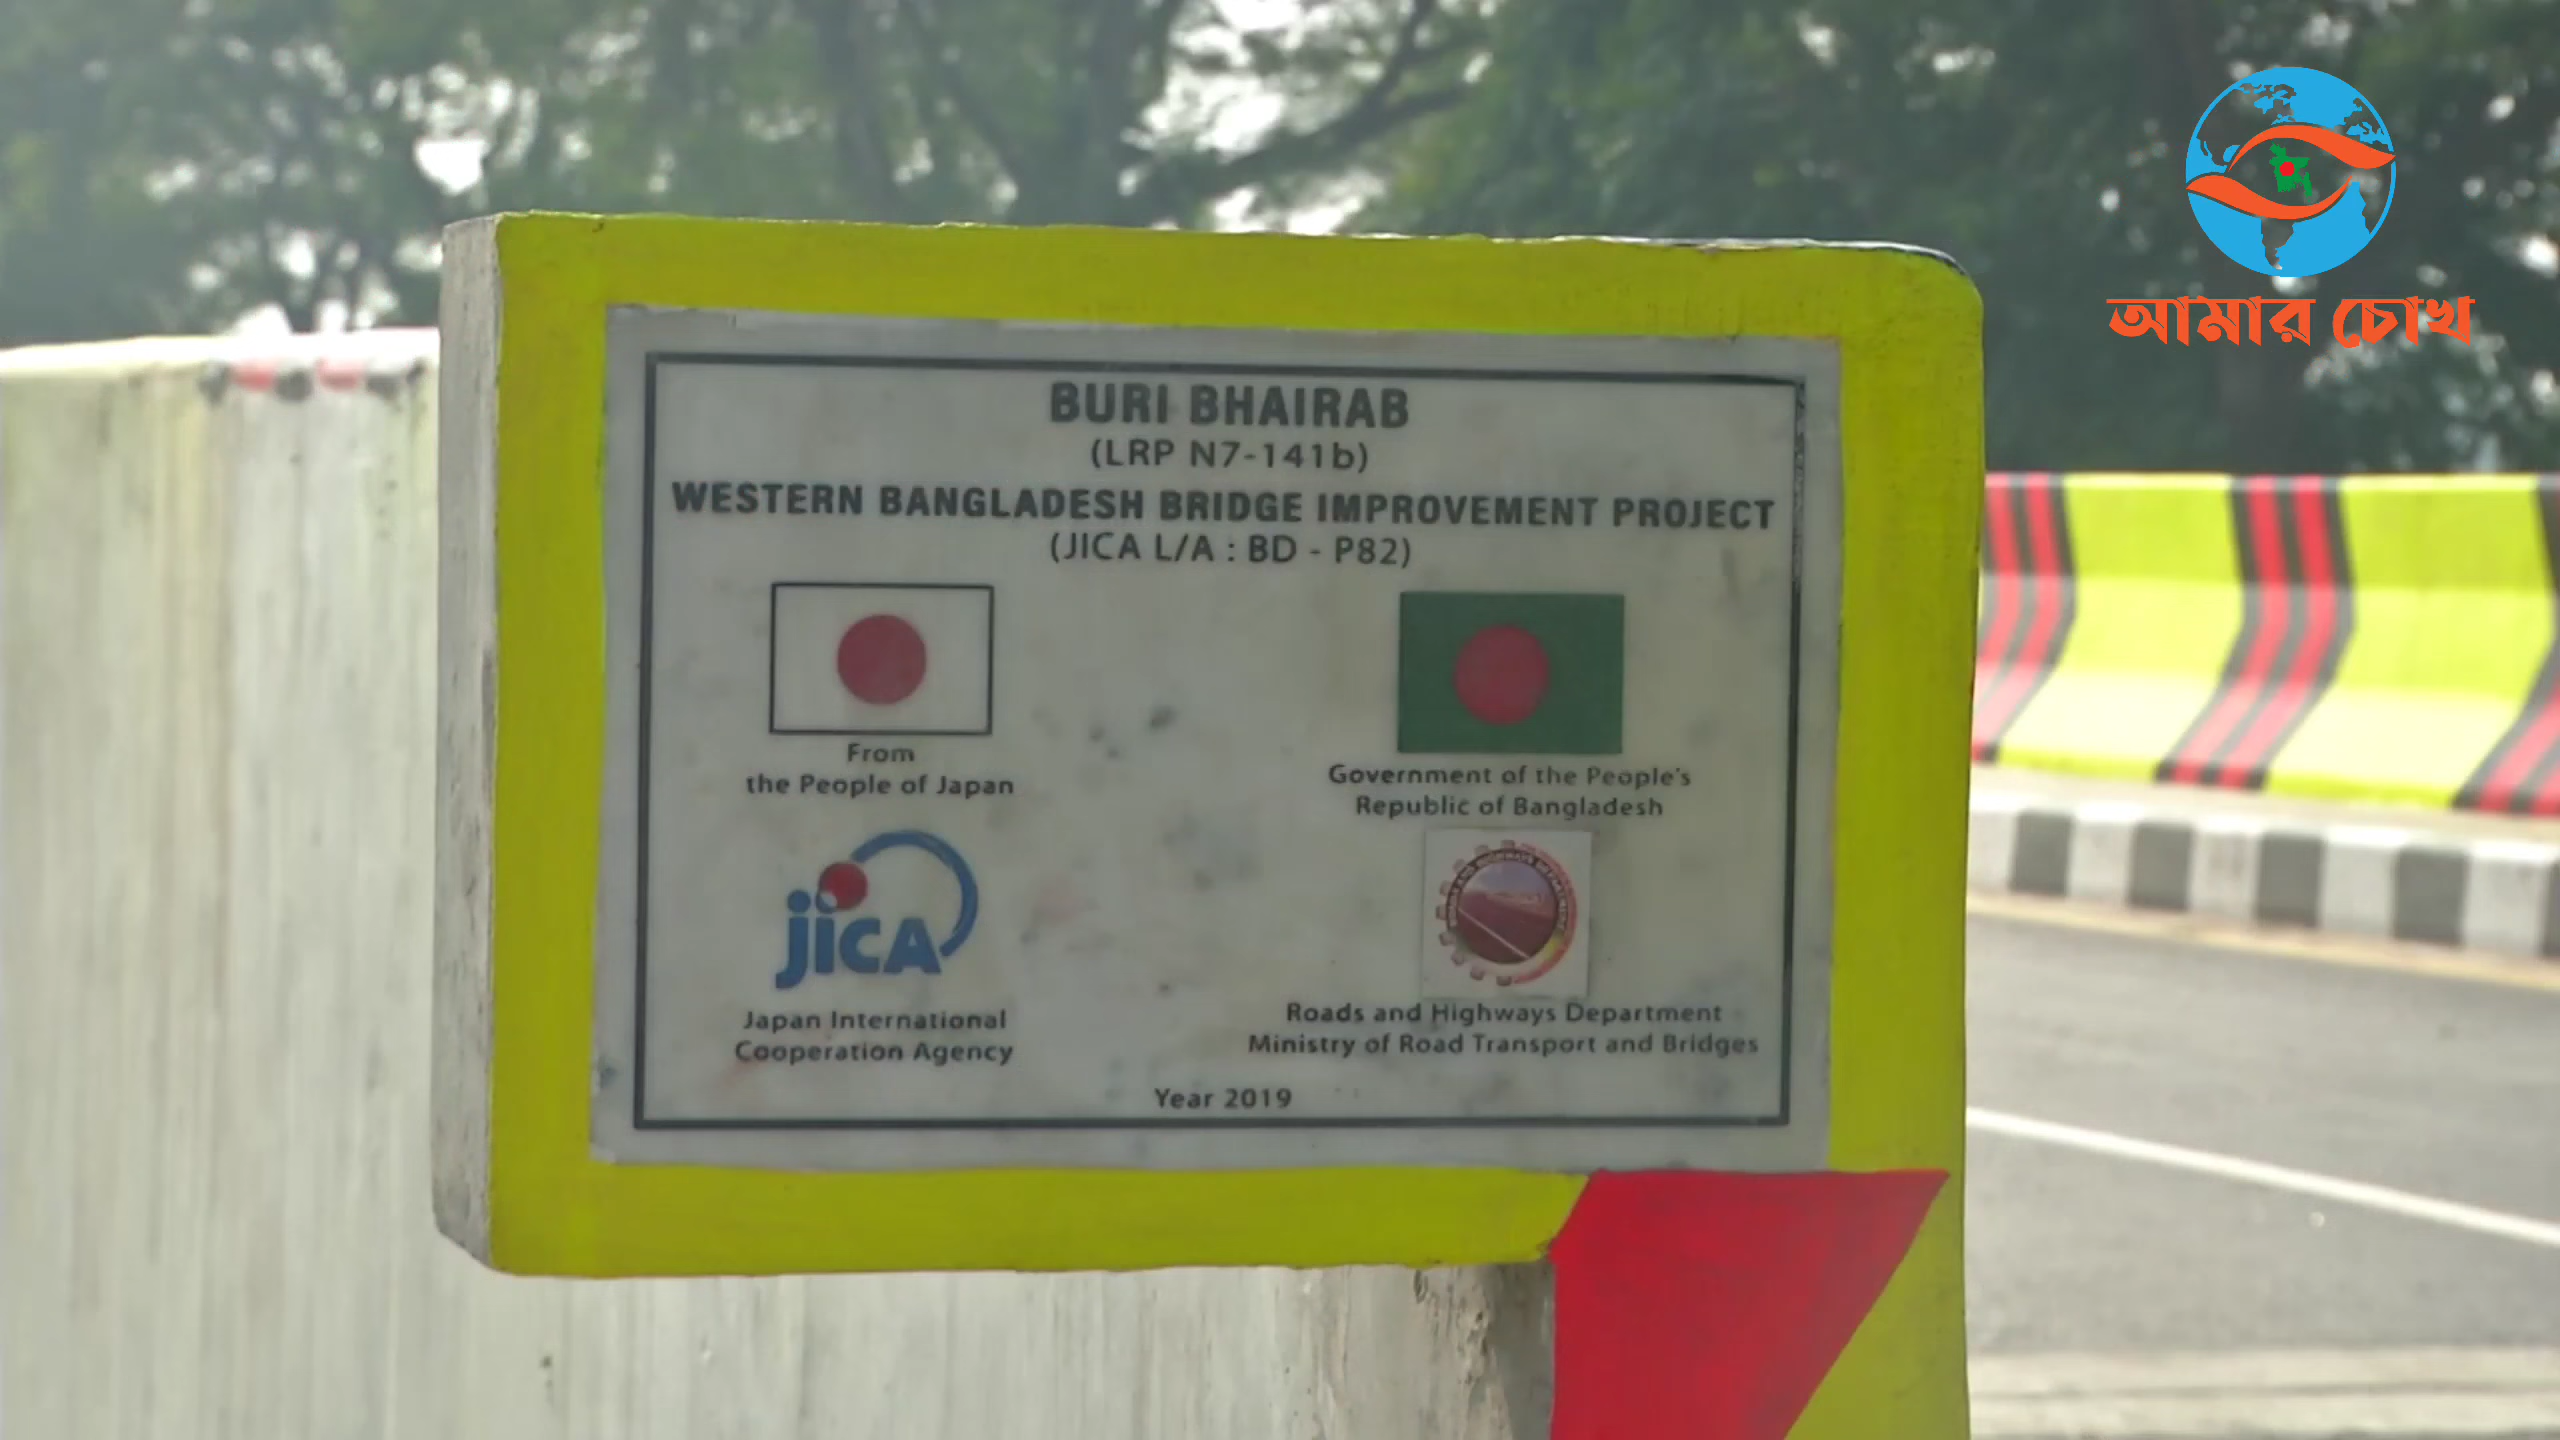 আমার চোখ
BURI BHAIRAB
(LRP N7-141b)
WESTERN BANGLADESH BRIDGE IMPROVEMENT PROJECT
(JICA L/A : BD - P82)
From
the People of Japan
Government of the People's
Republic of Bangladesh
jICA
Japan International
Cooperation Agency
Roads and Highways Department
Ministry of Road Transport and Bridges
Year 2019